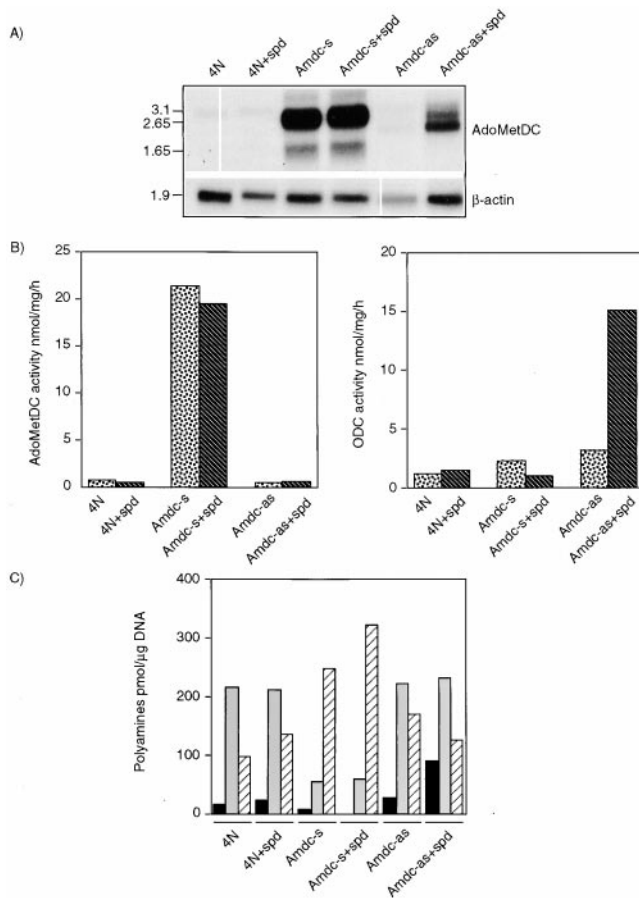 A)
4N
4N+spd
Amdc-s
Amdc-s+spd
Amdc-as
Amdc-as+spd
3.1
2.65
1.65
AdoMetDC
1.9
β-actin
B)
AdoMetDC activity nmol/mg/h
25
20
15
10
5
0
4N
4N+spd
Amdc-s
Amdc-s+spd
Amdc-as
Amdc-as+spd
ODC activity nmol/mg/h
20
15
10
5
0
4N
4N+spd
Amdc-s
Amdc-s+spd
Amdc-as
Amdc-as+spd
C)
Polyamines pmol/µg DNA
400
300
200
100
0
4N
4N+spd
Amdc-s
Amdc-s+spd
Amdc-as
Amdc-as+spd